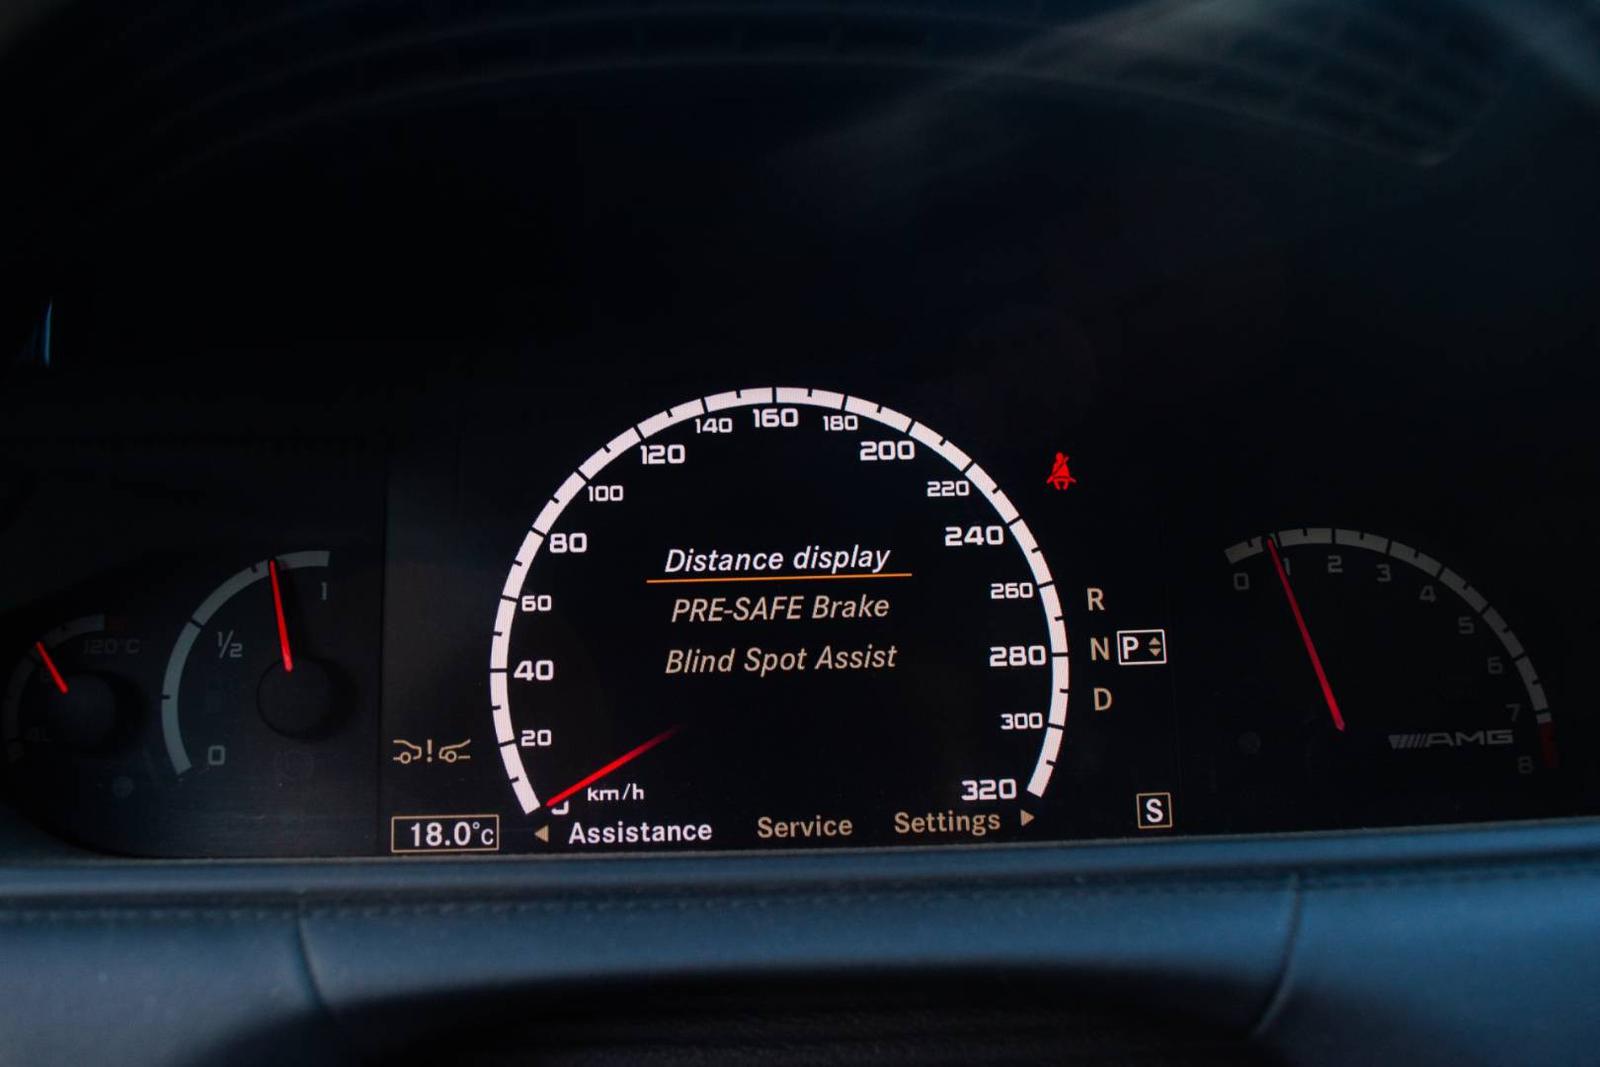 160
140
180
120
200
100
220
80
240
60
260
40
280
20
300
320
km/h
Distance display
PRE-SAFE Brake
Blind Spot Assist
Assistance Service Settings
18.0°C
R
N P
D
S
120°C
1
½
0
0 1 2 3 4 5 6 7 8
AMG